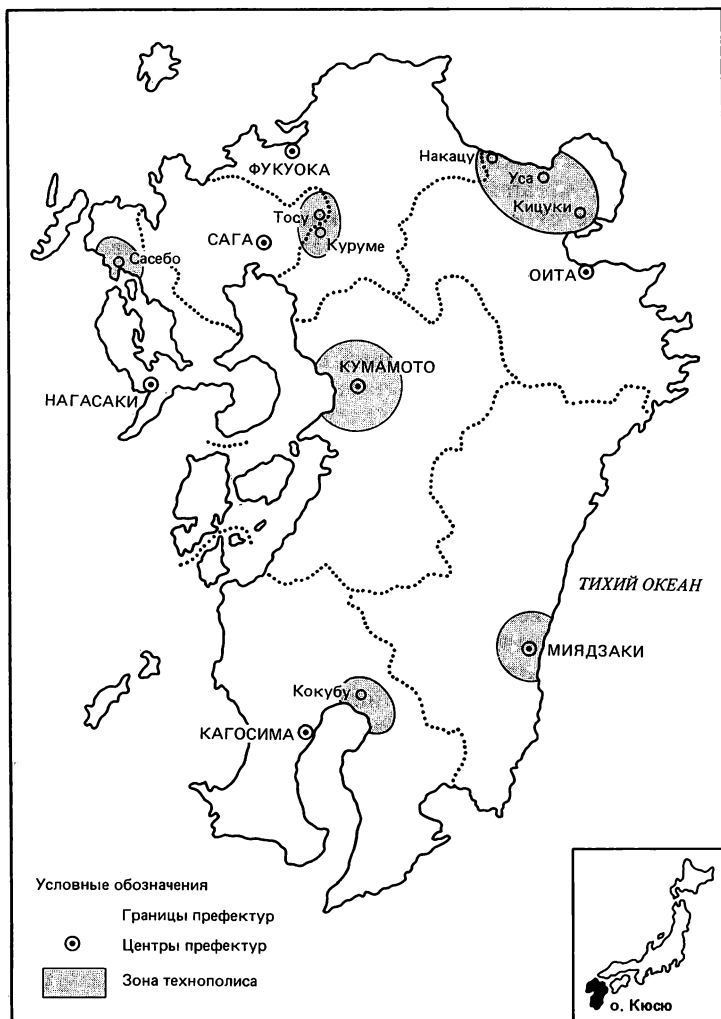 ФУКУОКА
Накацу
Уса
Кицуки
Тосу
Куруме
САГА
Сасебо
ОИТА
КУМАМОТО
НАГАСАКИ
ТИХИЙ ОКЕАН
МИЯДЗАКИ
Кокубу
КАГОСИМА
Условные обозначения
Границы префектур
Центры префектур
Зона технополиса
о. Кюсю